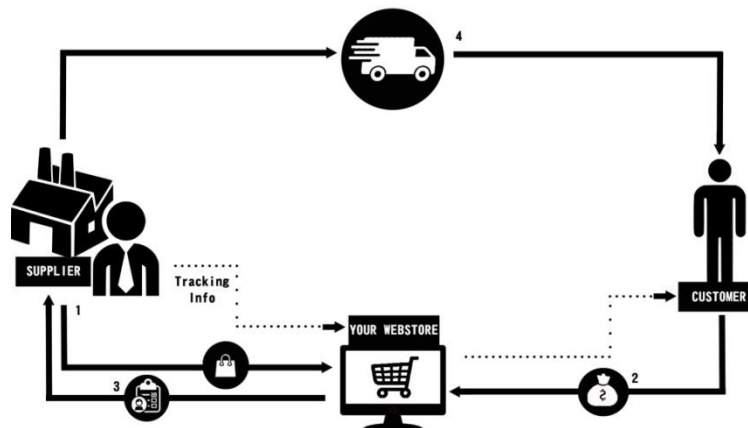 4
SUPPLIER
Tracking
Info
CUSTOMER
1
YOUR WEBSTORE
3
2
$